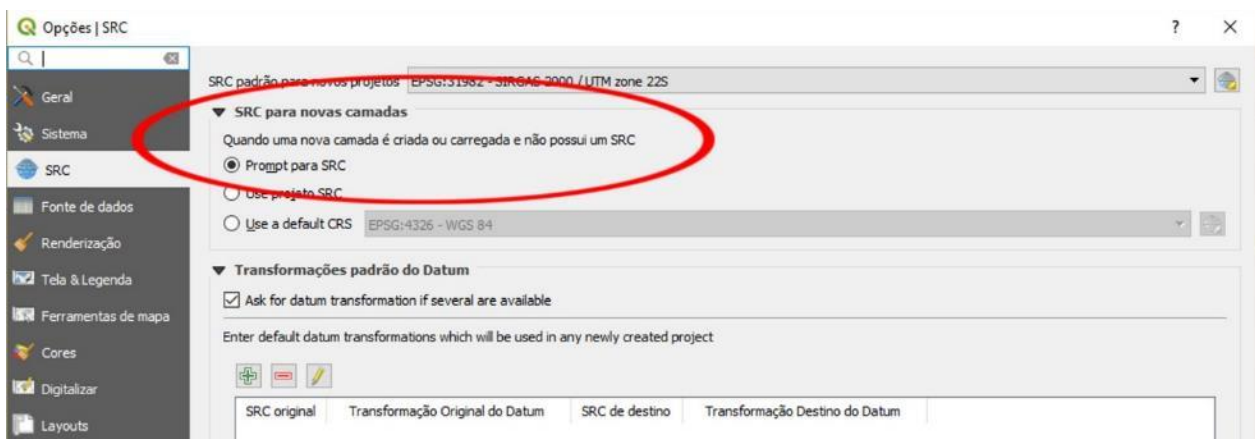 Opções | SRC
?
SRC padrão para novos projetos EPSG:31982 - SIRGAS 2000 / UTM zone 22S
Geral
SRC para novas camadas
Sistema
Quando uma nova camada é criada ou carregada e não possui um SRC
SRC
Prompt para SRC
Use projeto SRC
Fonte de dados
Use a default CRS EPSG:4326 - WGS 84
Renderização
Transformações padrão do Datum
Tela & Legenda
Ask for datum transformation if several are available
Ferramentas de mapa
Enter default datum transformations which will be used in any newly created project
Cores
Digitalizar
SRC original Transformação Original do Datum SRC de destino Transformação Destino do Datum
Layouts